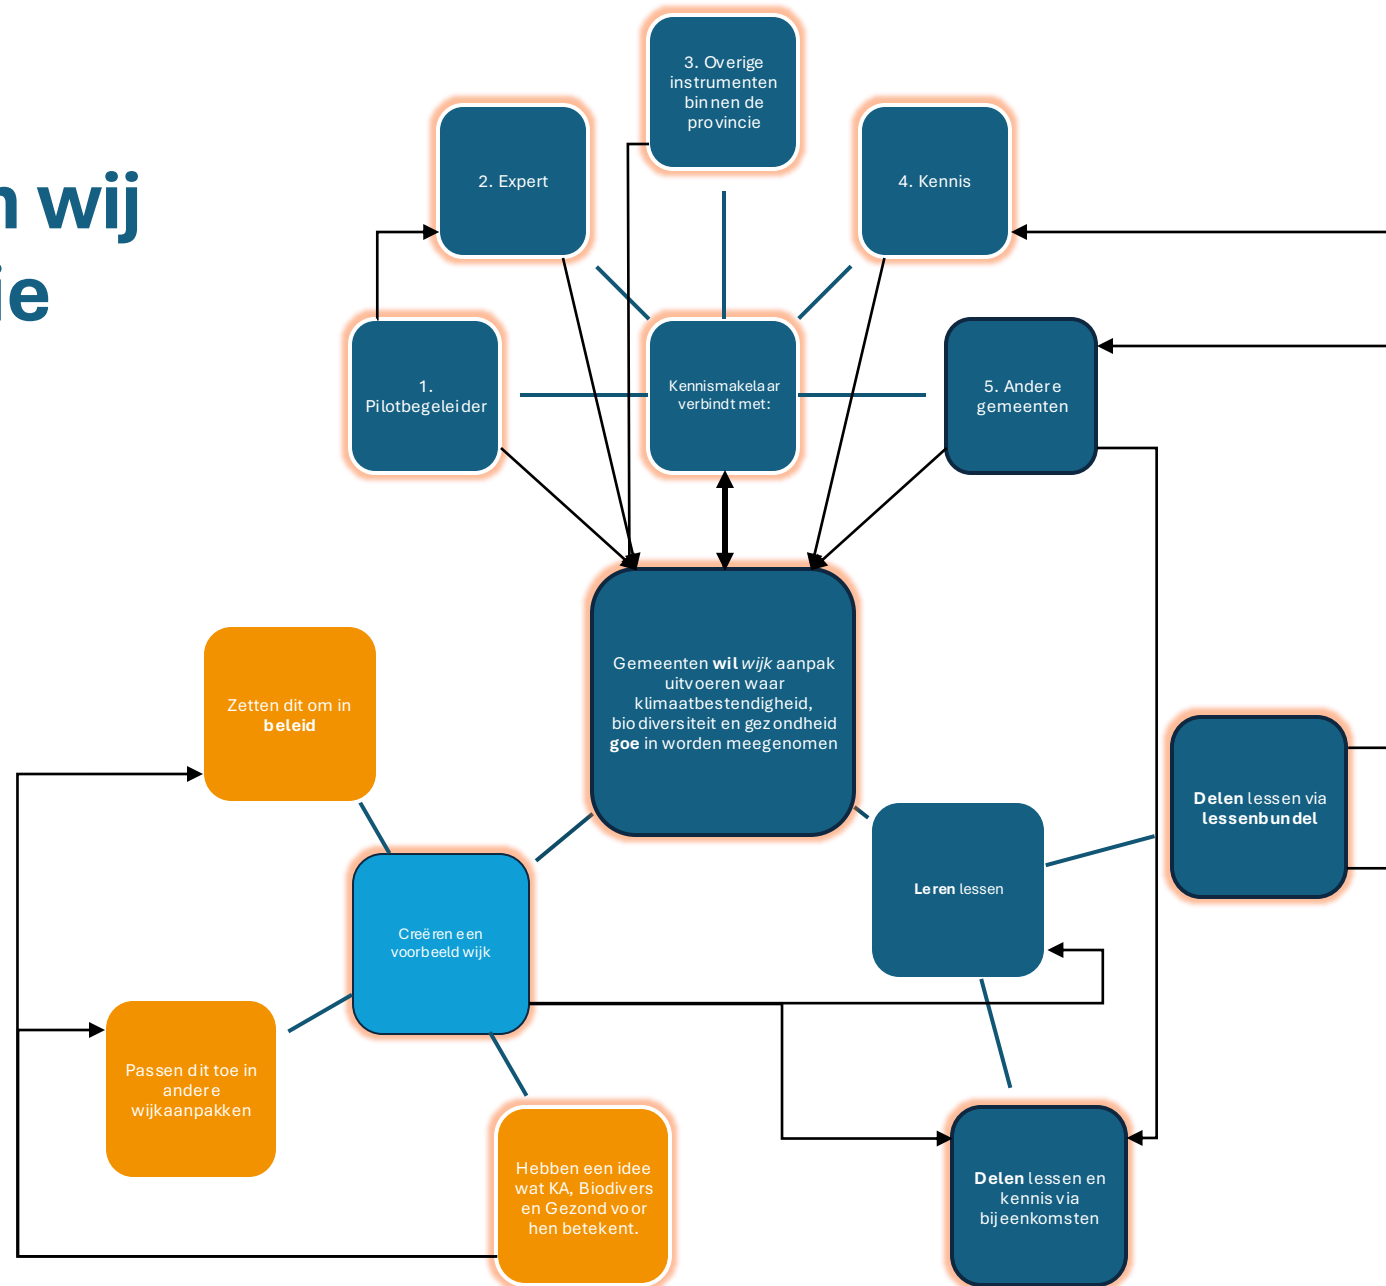 n wij
ie
3. Overige
instrumenten
binnen de
provincie
2. Expert
4. Kennis
1.
Pilotbegeleider
Kennismakelaar
verbindt met:
5. Andere
gemeenten
Gemeenten wil wijk aanpak
uitvoeren waar
klimaatbestendigheid,
biodiversiteit en gezondheid
goe in worden meegenomen
Zetten dit om in
beleid
Delen lessen via
lessenbundel
Leren lessen
Creëren een
voorbeeld wijk
Passen dit toe in
andere
wijkaanpakken
Hebben een idee
wat KA, Biodivers
en Gezond voor
hen betekent.
Delen lessen en
kennis via
bijeenkomsten